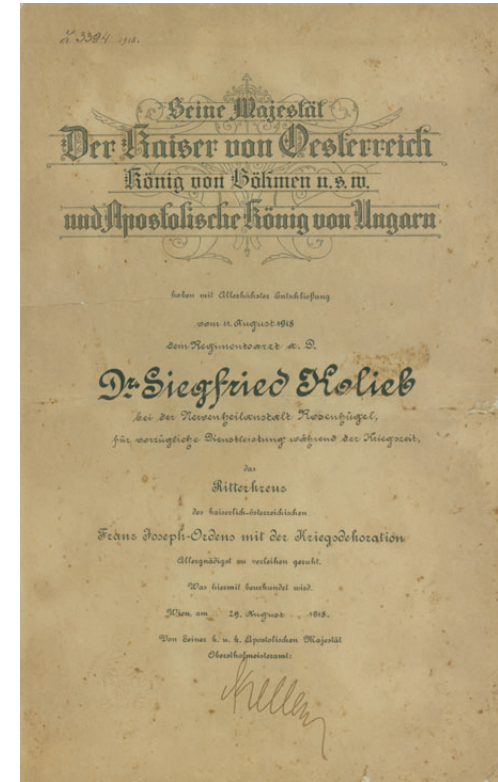 Z. 3394 1918.
Seine Majestät
Der Kaiser von Oesterreich
König von Böhmen u. s. w.
und Apostolische König von Ungarn
haben mit Allerhöchster Entschließung
vom 11. August 1918
dem Regimentsarzt a. D.
Dr. Siegfried Kolieb
bei der Nervenheilanstalt Rosenhügel,
für vorzügliche Dienstleistung während der Kriegszeit,
das
Ritterkreuz
des kaiserlich-österreichischen
Franz Joseph-Ordens mit der Kriegsdekoration
Allergnädigst zu verleihen geruht.
Was hiermit beurkundet wird.
Wien, am 29. August 1918.
Von Seiner k. u. k. Apostolischen Majestät
Obersthofmeisteramt: